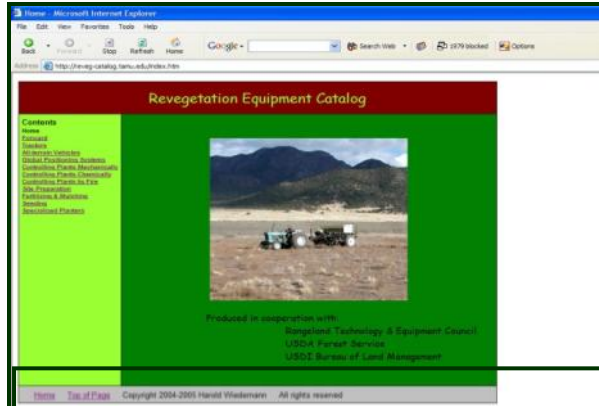 Home - Microsoft Internet Explorer
File Edit View Favorites Tools Help
Back Forward Stop Refresh Home Google Search Web 1979 blocked Options
Address http://reveg-catalog.tamu.edu/index.htm
Revegetation Equipment Catalog
Contents
Home
Foreword
Tractors
All-terrain Vehicles
Global Positioning Systems
Controlling Plants Mechanically
Controlling Plants Chemically
Controlling Plants by Fire
Site Preparation
Fertilizing & Mulching
Seeding
Specialized Planters
Produced in cooperation with:
Rangeland Technology & Equipment Council
USDA Forest Service
USDI Bureau of Land Management
Home Top of Page Copyright 2004-2005 Harold Wiedemann All rights reserved